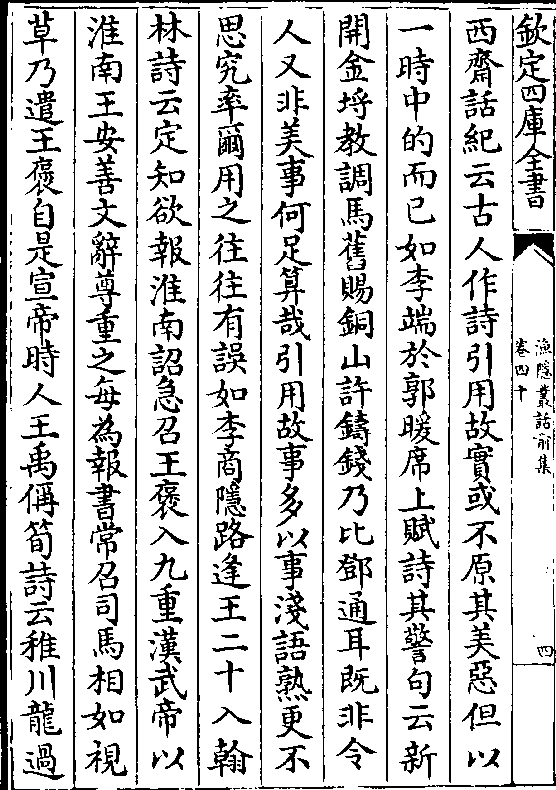 欽定四庫全書
漁隱叢話前集
卷四十
四
西齋話紀云古人作詩引用故實或不原其美惡但以
一時中的而已如李端於郭曖席上賦詩其警句云新
開金埒教調馬舊賜銅山許鑄錢乃比鄧通耳既非令
人又非美事何足算哉引用故事多以事淺語熟更不
思究率爾用之往往有誤如李商隱路逢王二十入翰
林詩云定知欲報淮南詔急召王褒入九重漢武帝以
淮南王安善文辭尊重之每為報書常召司馬相如視
草乃遣王褒自是宣帝時人王禹偁筍詩云稚川龍過